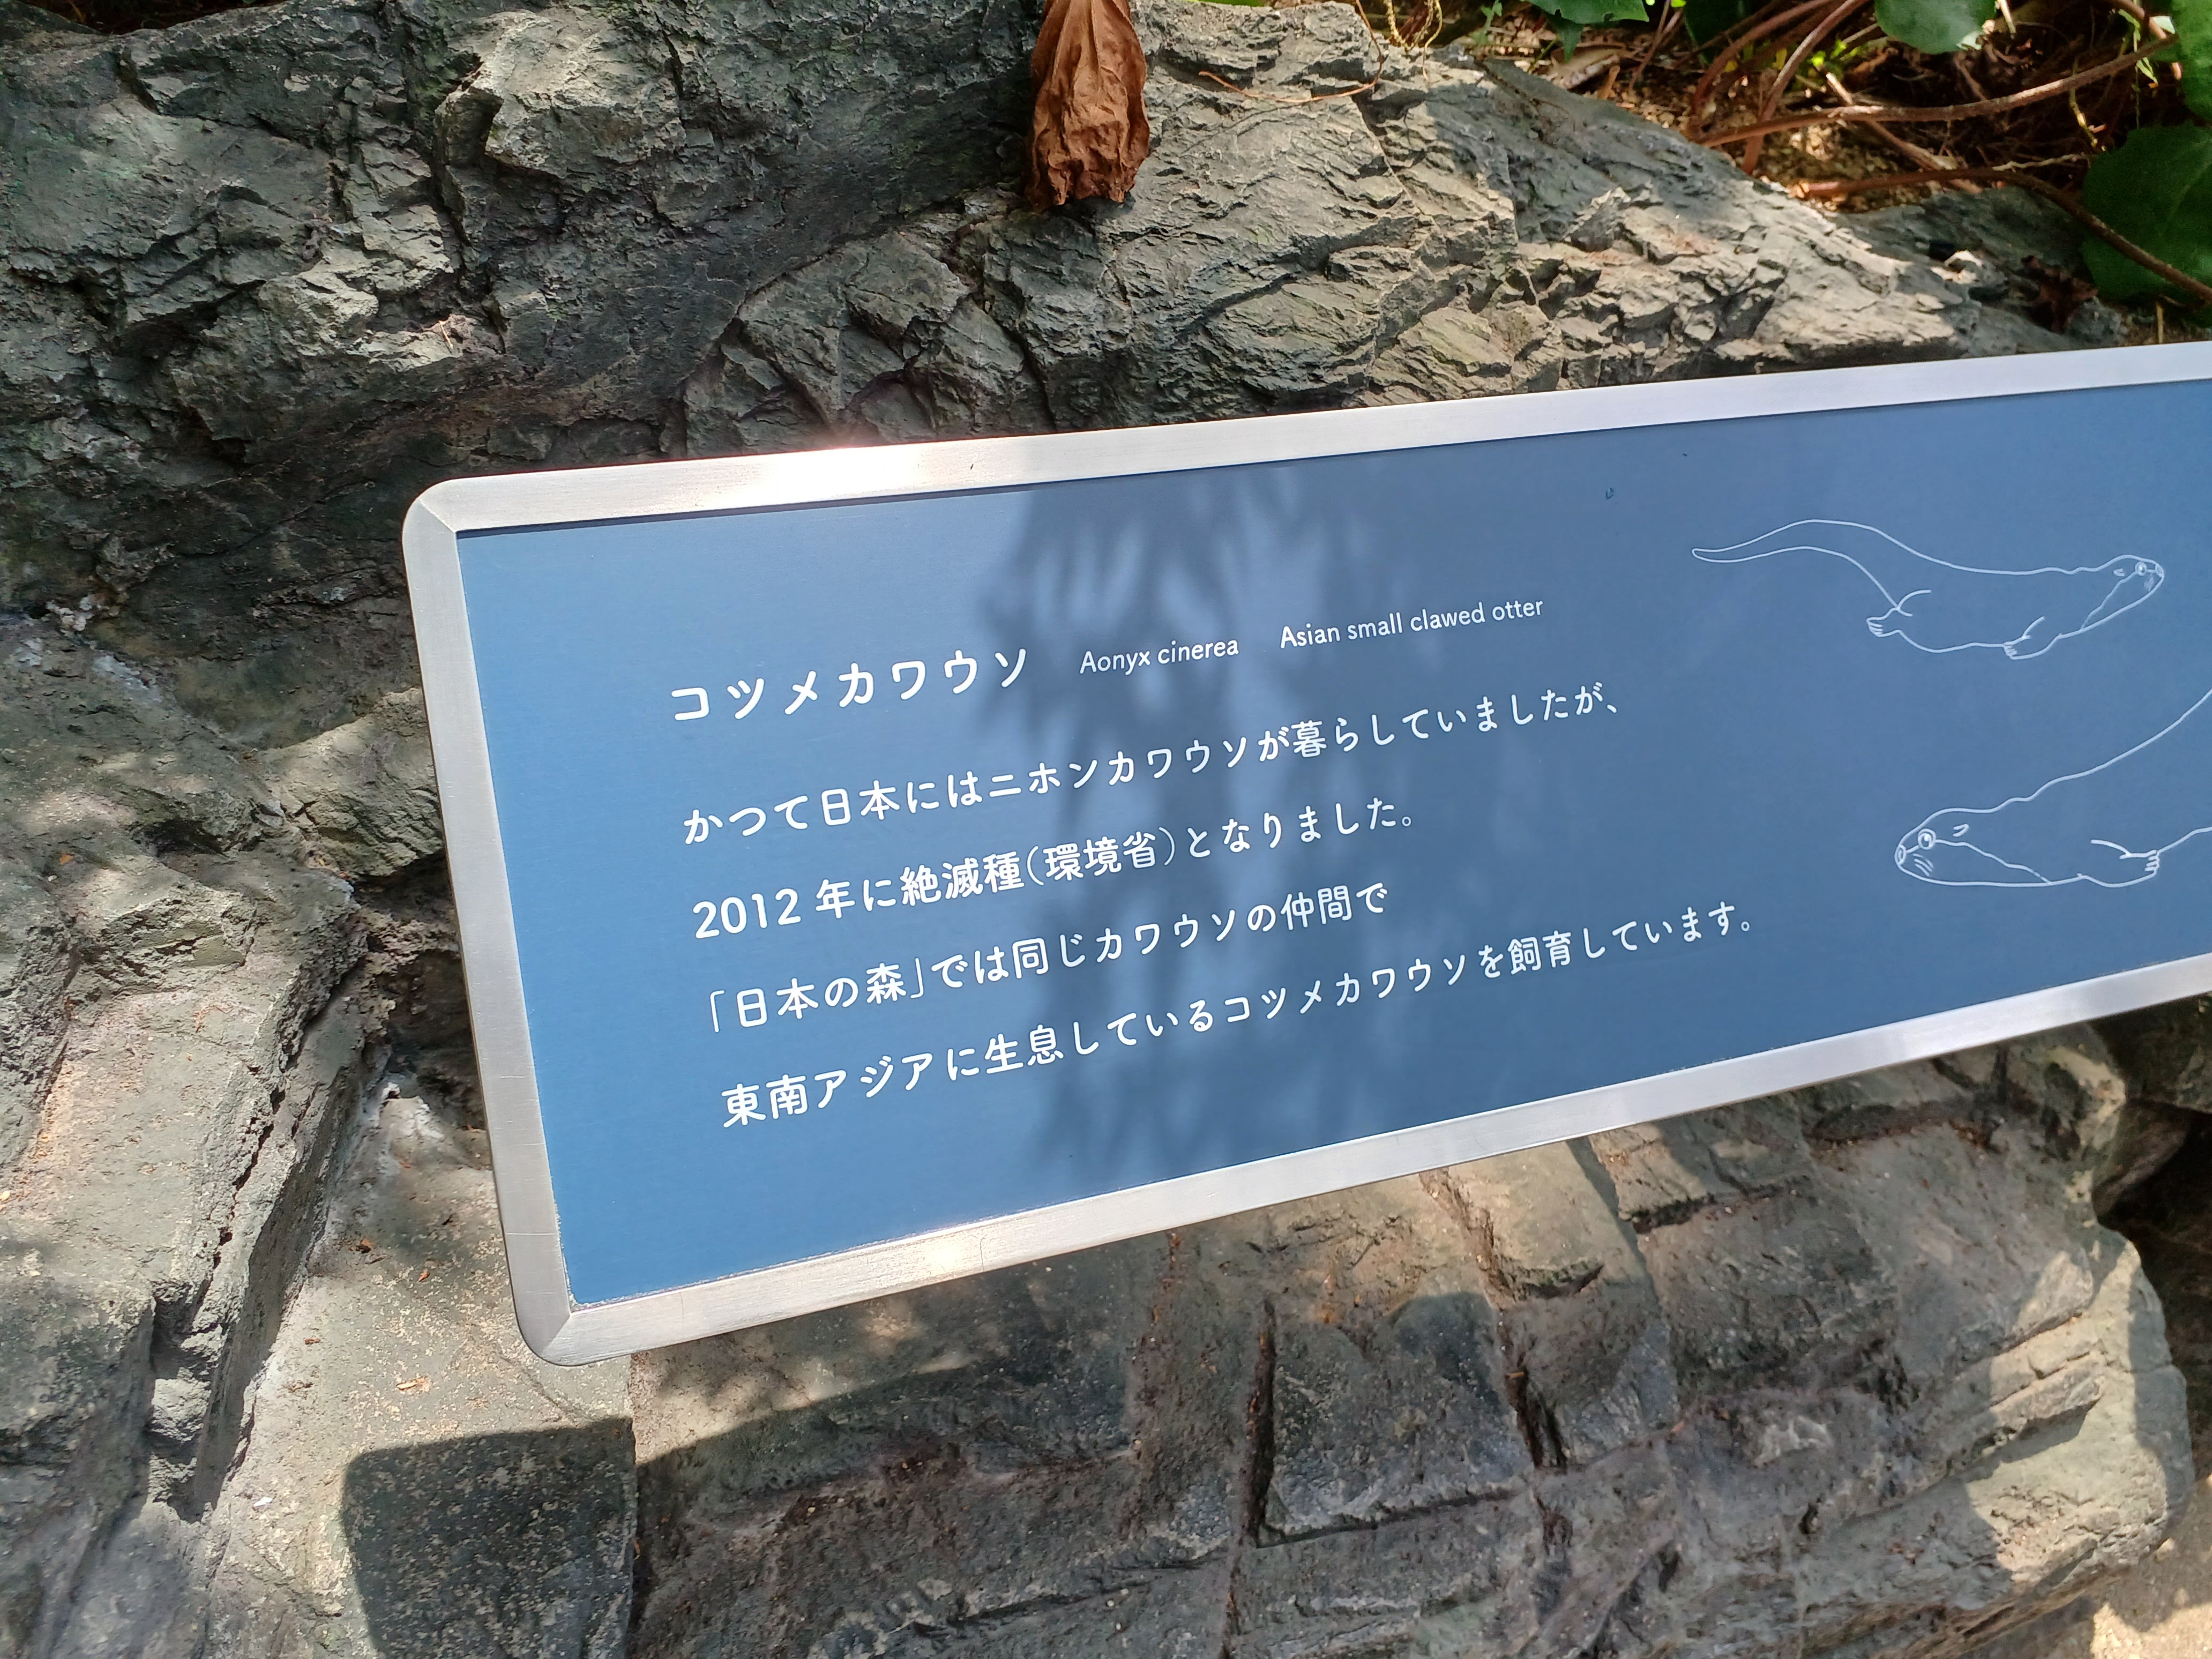 コツメカワウソ Aonyx cinerea Asian small clawed otter
かつて日本にはニホンカワウソが暮らしていましたが、
2012年に絶滅種(環境省)となりました。
「日本の森」では同じカワウソの仲間で
東南アジアに生息しているコツメカワウソを飼育しています。